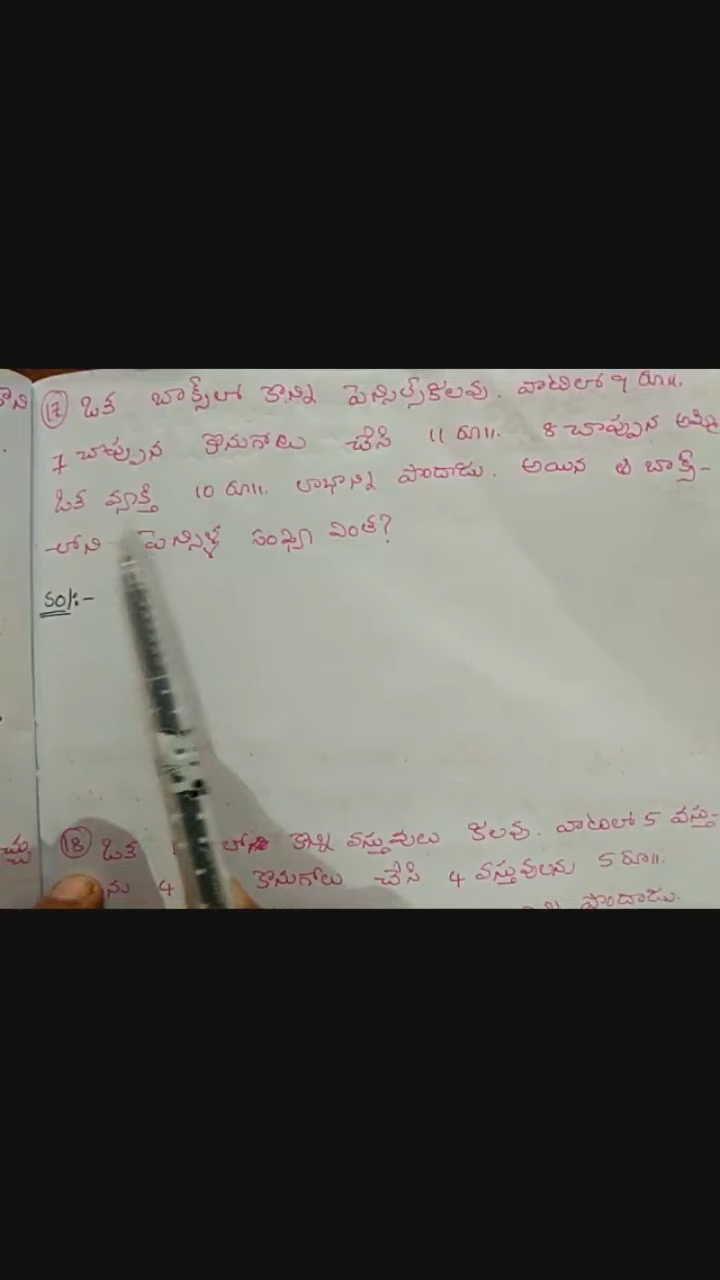 కాని
17 ఒక బాక్స్‌లో కొన్ని పెన్సిల్స్ కలవు. వాటిలో 9 రూ॥.
7 చొప్పున కొనుగోలు చేసి 11 రూ॥. 8 చొప్పున అమ్మి
ఒక వ్యక్తి 10 రూ॥. లాభాన్ని పొందాడు. అయిన ఆ బాక్స్-
-లోని పెన్సిళ్ళ సంఖ్య ఎంత?
Sol:-
18 ఒక లో కొన్ని వస్తువులు కలవు. వాటిలో 5 వస్తు-
చ్చు ను 4 కొనుగోలు చేసి 4 వస్తువులను 5 రూ॥.
పొందాడు.